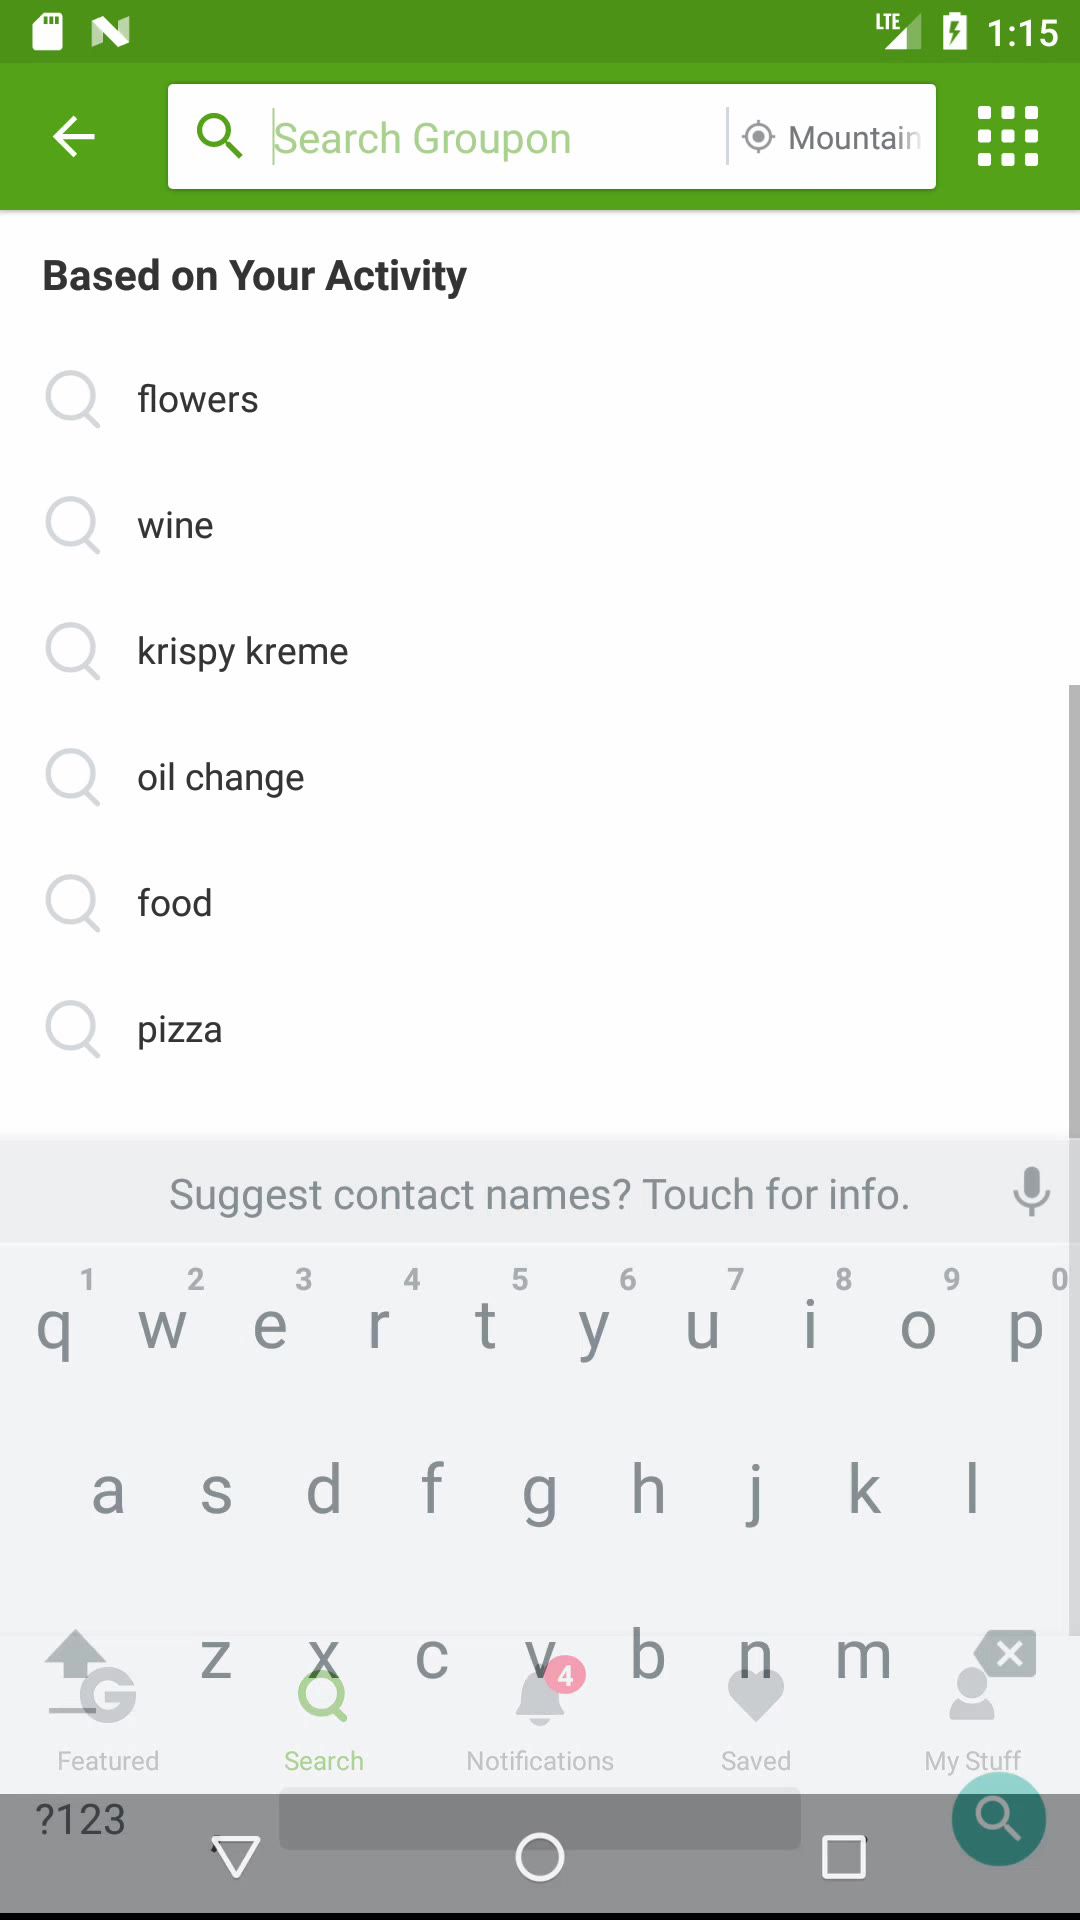 LTE 1:15
Search Groupon Mountain
Based on Your Activity
flowers
wine
krispy kreme
oil change
food
pizza
Suggest contact names? Touch for info.
1 2 3 4 5 6 7 8 9 0
q w e r t y u i o p
a s d f g h j k l
z x c v b n m
4
Featured Search Notifications Saved My Stuff
?123